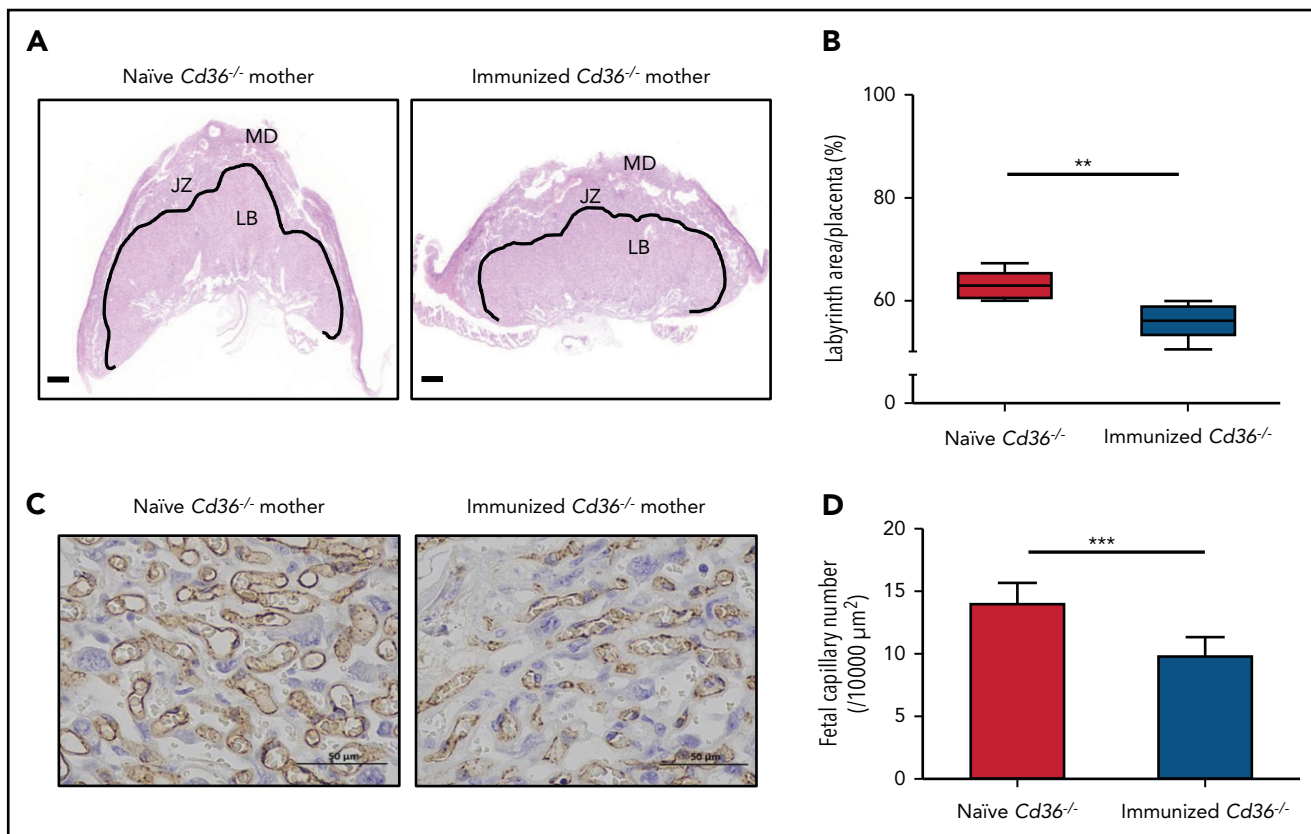 A
Naïve Cd36-/- mother
Immunized Cd36-/- mother
MD
JZ
LB
MD
JZ
LB
B
Labyrinth area/placenta (%)
100
80
60
0
**
Naïve Cd36-/-
Immunized Cd36-/-
C
Naïve Cd36-/- mother
Immunized Cd36-/- mother
50 µm
50 µm
D
Fetal capillary number
(/10000 µm²)
20
15
10
5
0
***
Naïve Cd36-/-
Immunized Cd36-/-